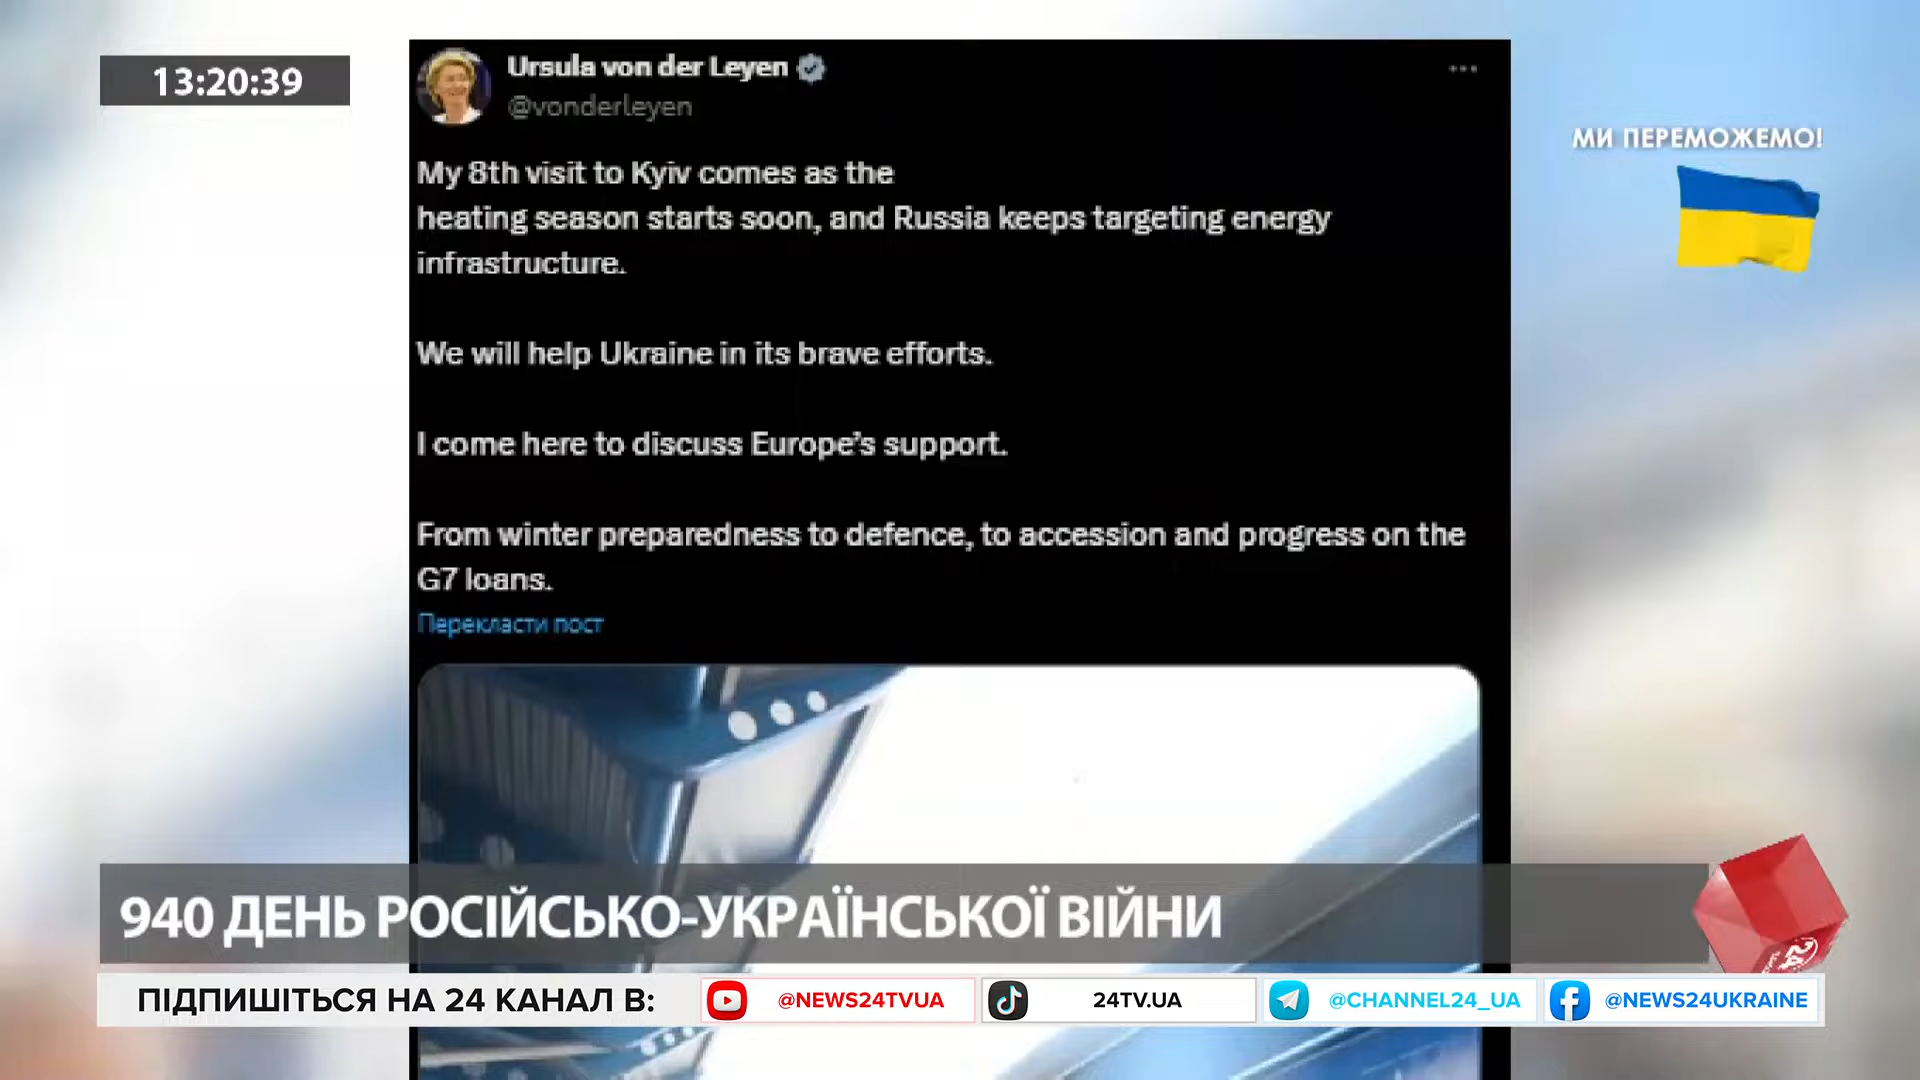 13:20:39
Ursula von der Leyen
@vonderleyen
My 8th visit to Kyiv comes as the
heating season starts soon, and Russia keeps targeting energy
infrastructure.
We will help Ukraine in its brave efforts.
I come here to discuss Europe’s support.
From winter preparedness to defence, to accession and progress on the
G7 loans.
Перекласти пост
МИ ПЕРЕМОЖЕМО!
940 ДЕНЬ РОСІЙСЬКО-УКРАЇНСЬКОЇ ВІЙНИ
24
ПІДПИШІТЬСЯ НА 24 КАНАЛ В:
@NEWS24TVUA
24TV.UA
@CHANNEL24_UA
@NEWS24UKRAINE